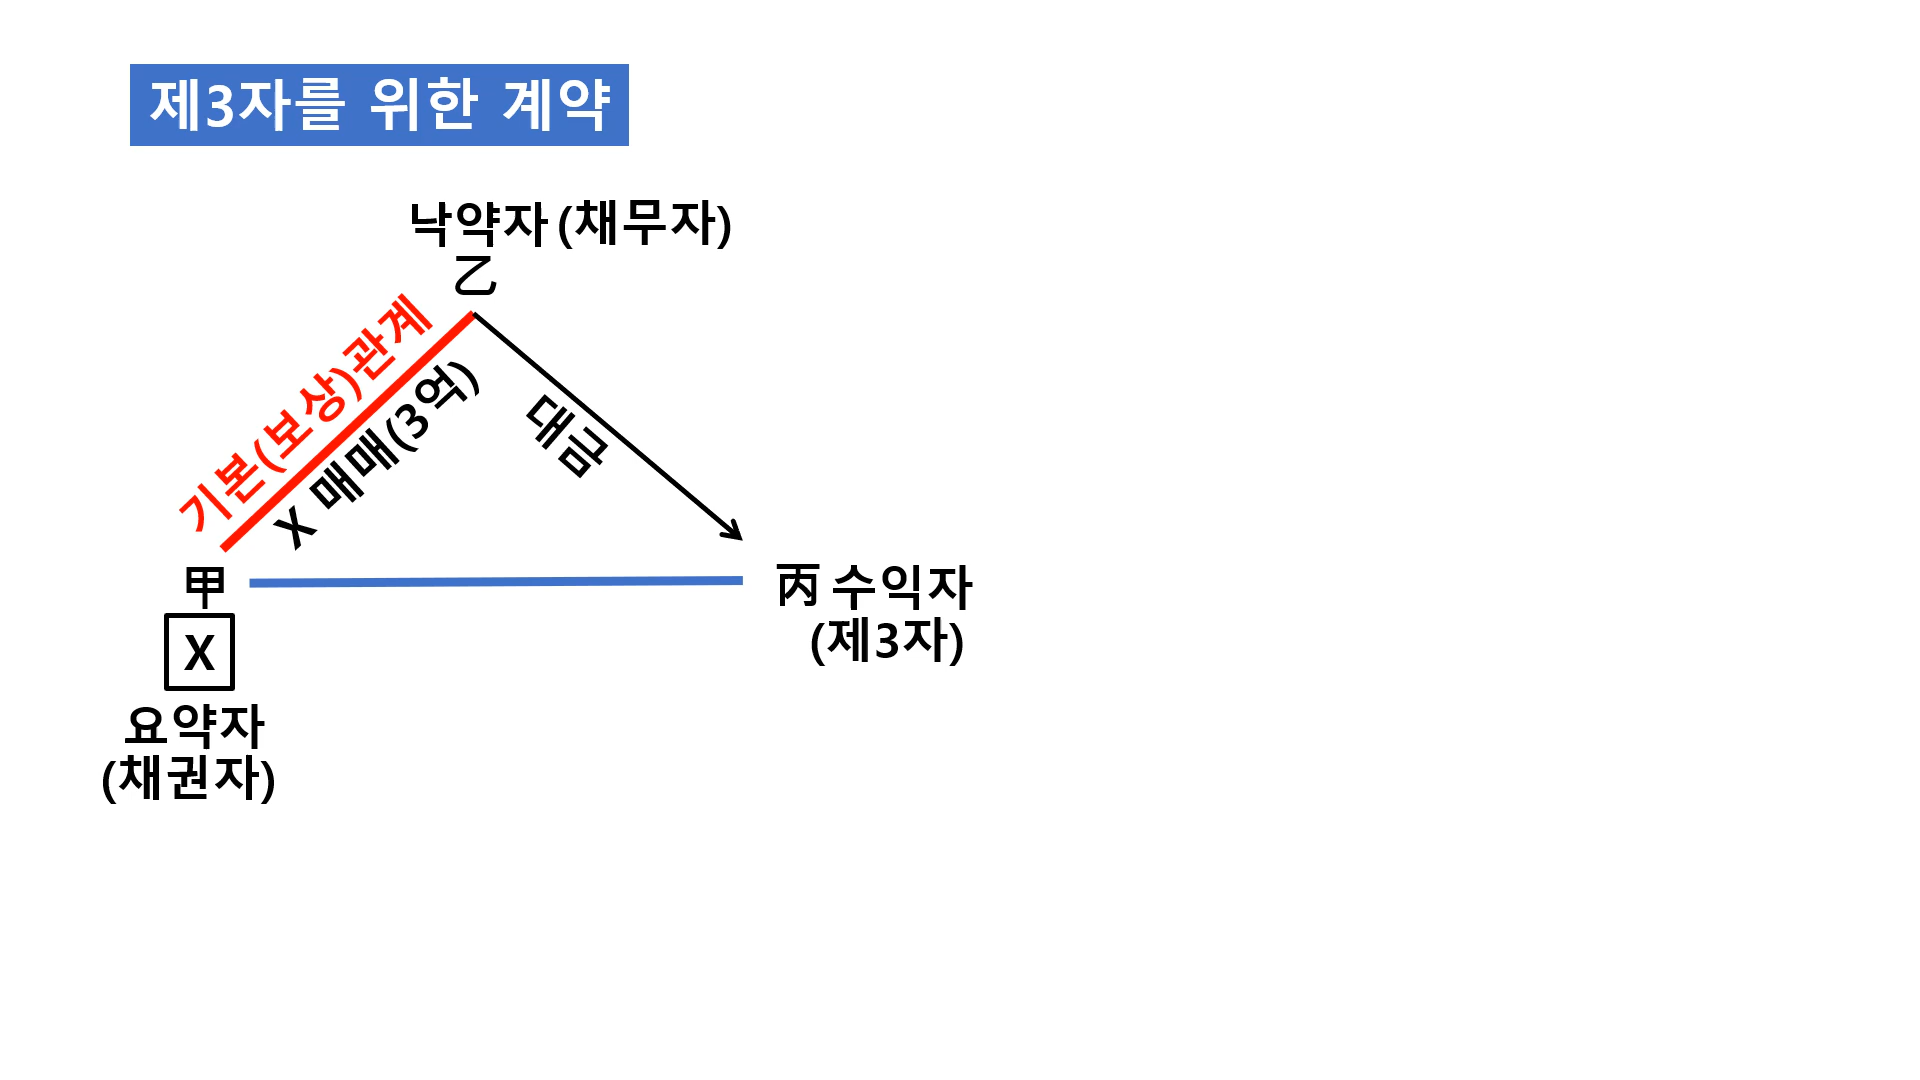 제3자를 위한 계약
낙약자 (채무자)
乙
기본(보상)관계
X 매매(3억)
대금
甲
X
요약자
(채권자)
丙 수익자
(제3자)